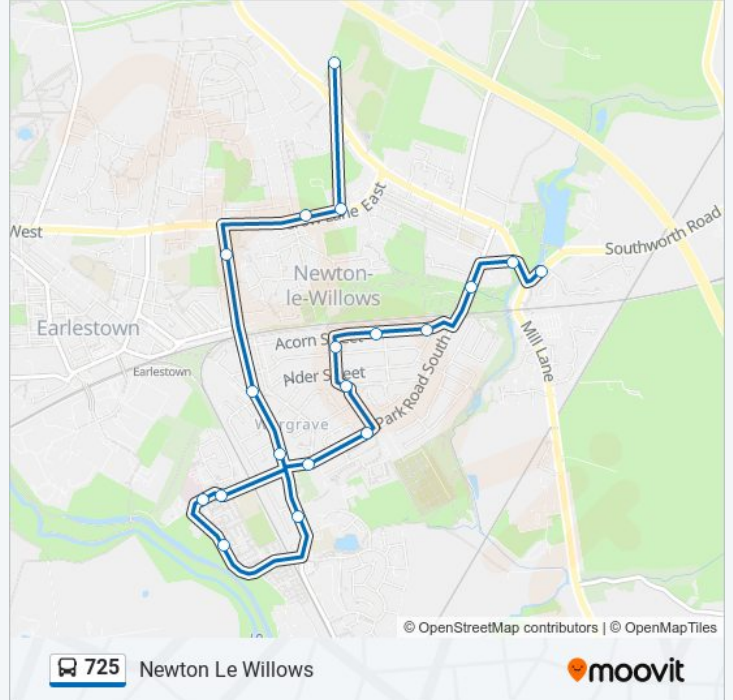 East
West
Southworth Road
Newton-
le-Willows
Earlestown
Acorn
Mill Lane
Earlestown
Alder Street
Park Road South
© OpenStreetMap contributors | © OpenMapTiles
725 Newton Le Willows
moovit